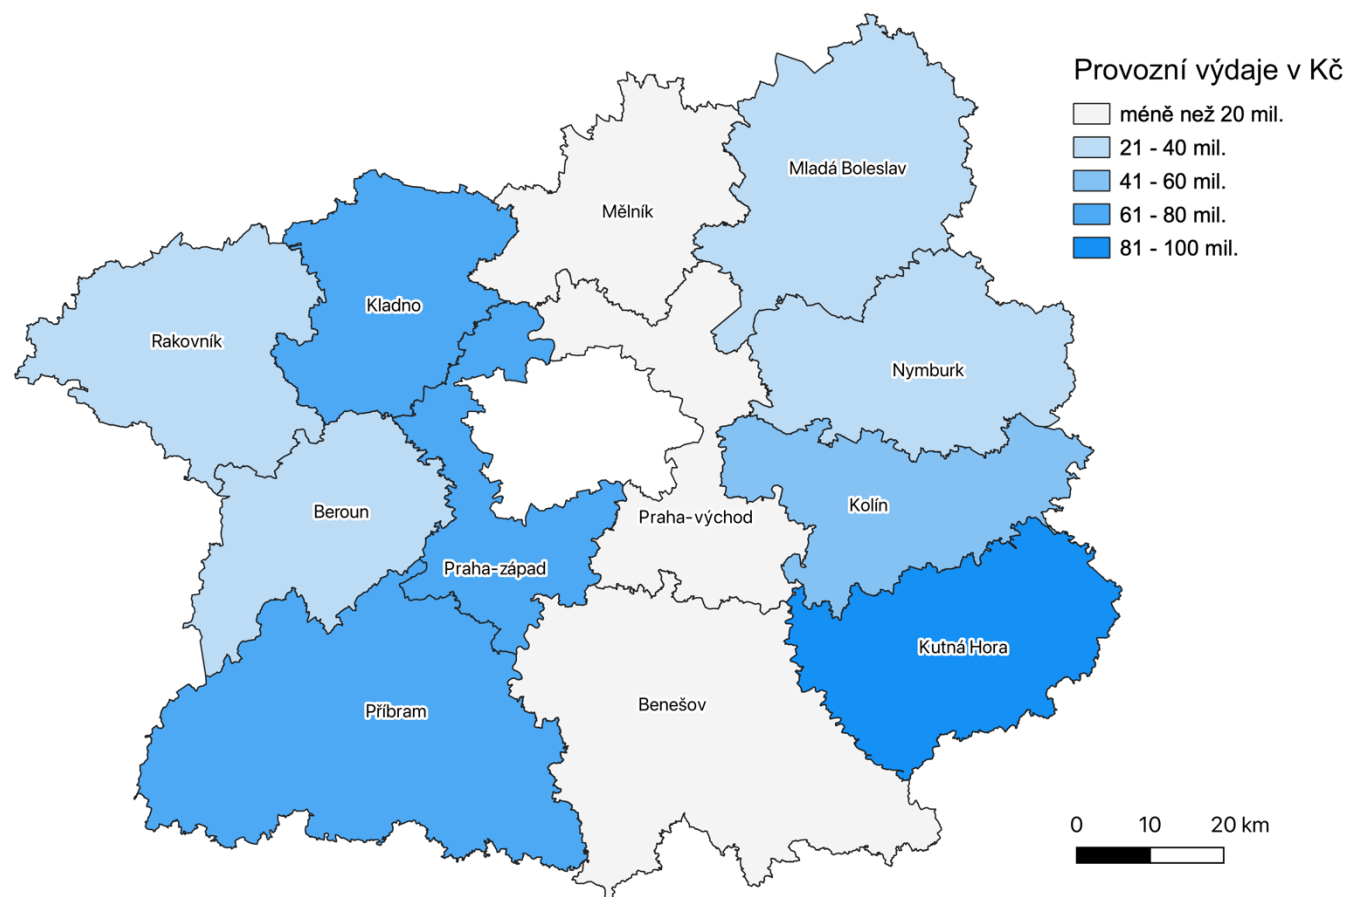 Provozní výdaje v Kč
méně než 20 mil.
21 - 40 mil.
41 - 60 mil.
61 - 80 mil.
81 - 100 mil.
Mladá Boleslav
Mělník
Kladno
Rakovník
Nymburk
Kolín
Beroun
Praha-východ
Praha-západ
Kutná Hora
Benešov
Příbram
0 10 20 km